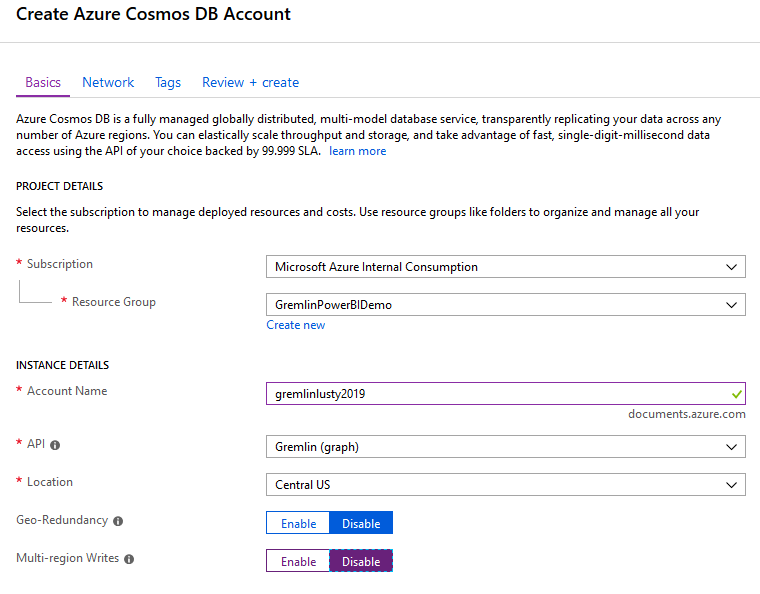 Create Azure Cosmos DB Account
Basics Network Tags Review + create
Azure Cosmos DB is a fully managed globally distributed, multi-model database service, transparently replicating your data across any
number of Azure regions. You can elastically scale throughput and storage, and take advantage of fast, single-digit-millisecond data
access using the API of your choice backed by 99.999 SLA. learn more
PROJECT DETAILS
Select the subscription to manage deployed resources and costs. Use resource groups like folders to organize and manage all your
resources.
* Subscription Microsoft Azure Internal Consumption
* Resource Group GremlinPowerBIDemo
Create new
INSTANCE DETAILS
* Account Name gremlinlusty2019
documents.azure.com
* API Gremlin (graph)
* Location Central US
Geo-Redundancy Enable Disable
Multi-region Writes Enable Disable